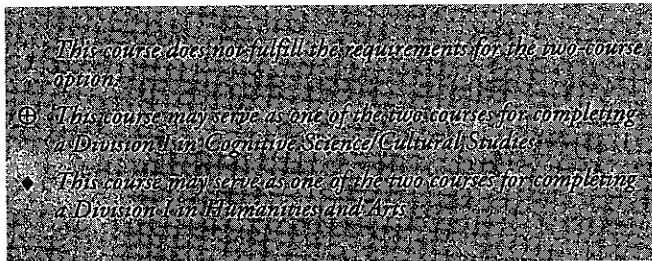 This course does not fulfill the requirements for the two-course
option.
⊕ This course may serve as one of the two courses for completing
a Division I in Cognitive Science/Cultural Studies
♦ This course may serve as one of the two courses for completing
a Division I in Humanities and Arts